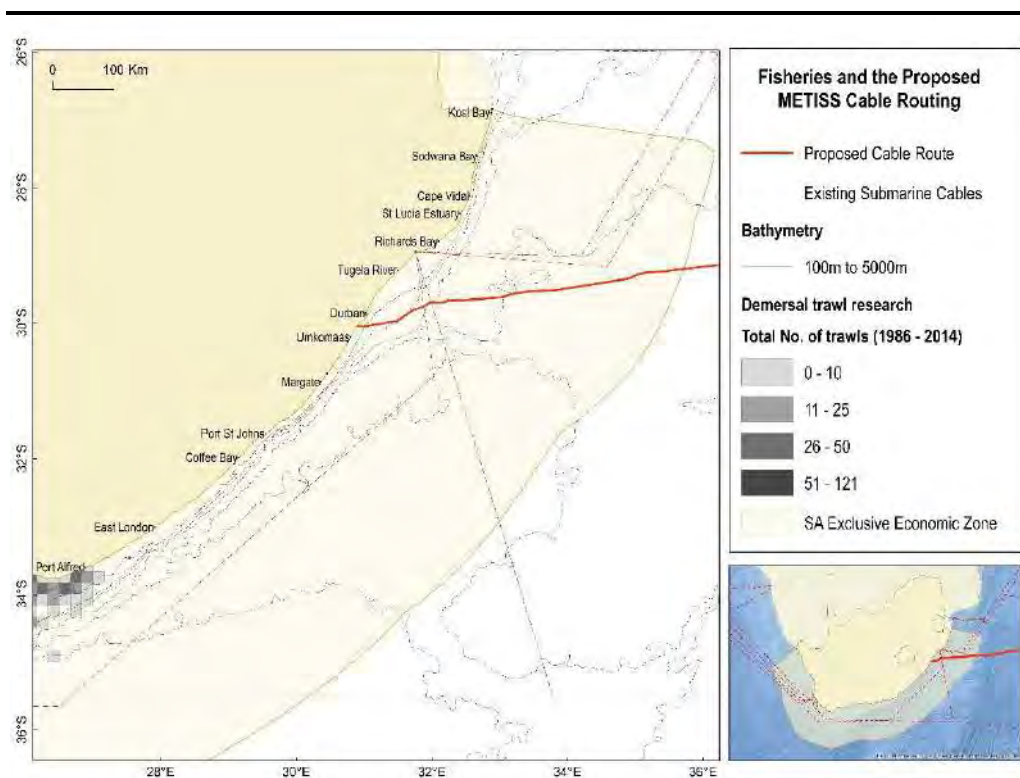 26°S
0 100 Km
Kosi Bay
Sodwana Bay
28°S
Cape Vidal
St Lucia Estuary
Richards Bay
Tugela River
30°S
Durban
Umkomaas
Margate
Port St Johns
32°S
Coffee Bay
East London
Port Alfred
34°S
36°S
28°E 30°E 32°E 34°E 36°E
Fisheries and the Proposed
METISS Cable Routing
Proposed Cable Route
Existing Submarine Cables
Bathymetry
100m to 5000m
Demersal trawl research
Total No. of trawls (1986 - 2014)
0 - 10
11 - 25
26 - 50
51 - 121
SA Exclusive Economic Zone